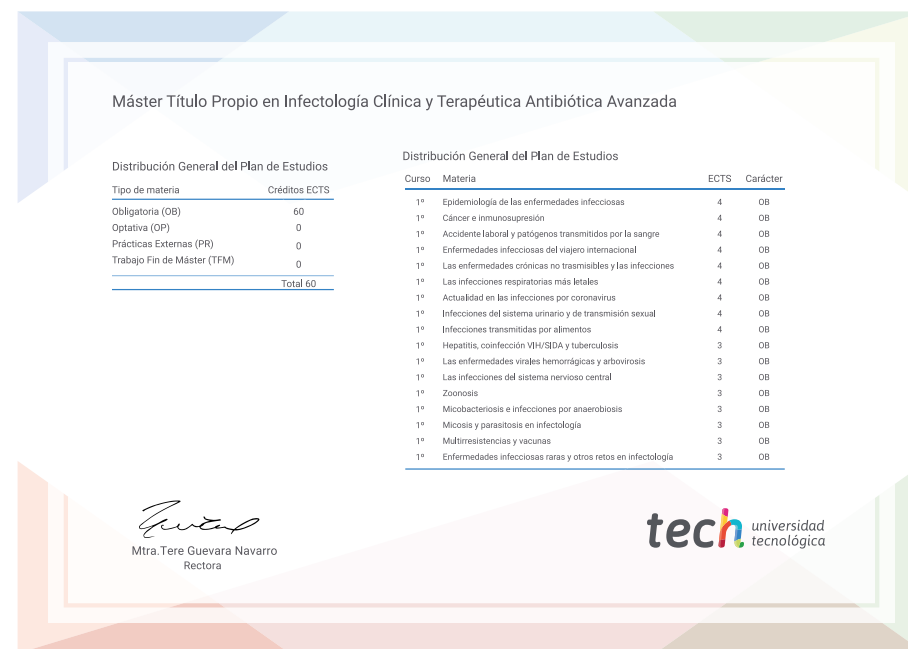 Máster Título Propio en Infectología Clínica y Terapéutica Antibiótica Avanzada
Distribución General del Plan de Estudios
Tipo de materia Créditos ECTS
Obligatoria (OB) 60
Optativa (OP) 0
Prácticas Externas (PR) 0
Trabajo Fin de Máster (TFM) 0
Total 60
Distribución General del Plan de Estudios
Curso Materia ECTS Carácter
1º Epidemiología de las enfermedades infecciosas 4 OB
1º Cáncer e inmunosupresión 4 OB
1º Accidente laboral y patógenos transmitidos por la sangre 4 OB
1º Enfermedades infecciosas del viajero internacional 4 OB
1º Las enfermedades crónicas no trasmisibles y las infecciones 4 OB
1º Las infecciones respiratorias más letales 4 OB
1º Actualidad en las infecciones por coronavirus 4 OB
1º Infecciones del sistema urinario y de transmisión sexual 4 OB
1º Infecciones transmitidas por alimentos 4 OB
1º Hepatitis, coinfección VIH/SIDA y tuberculosis 3 OB
1º Las enfermedades virales hemorrágicas y arbovirosis 3 OB
1º Las infecciones del sistema nervioso central 3 OB
1º Zoonosis 3 OB
1º Micobacteriosis e infecciones por anaerobiosis 3 OB
1º Micosis y parasitosis en infectología 3 OB
1º Multirresistencias y vacunas 3 OB
1º Enfermedades infecciosas raras y otros retos en infectología 3 OB
Mtra.Tere Guevara Navarro
Rectora
tech universidad
tecnológica